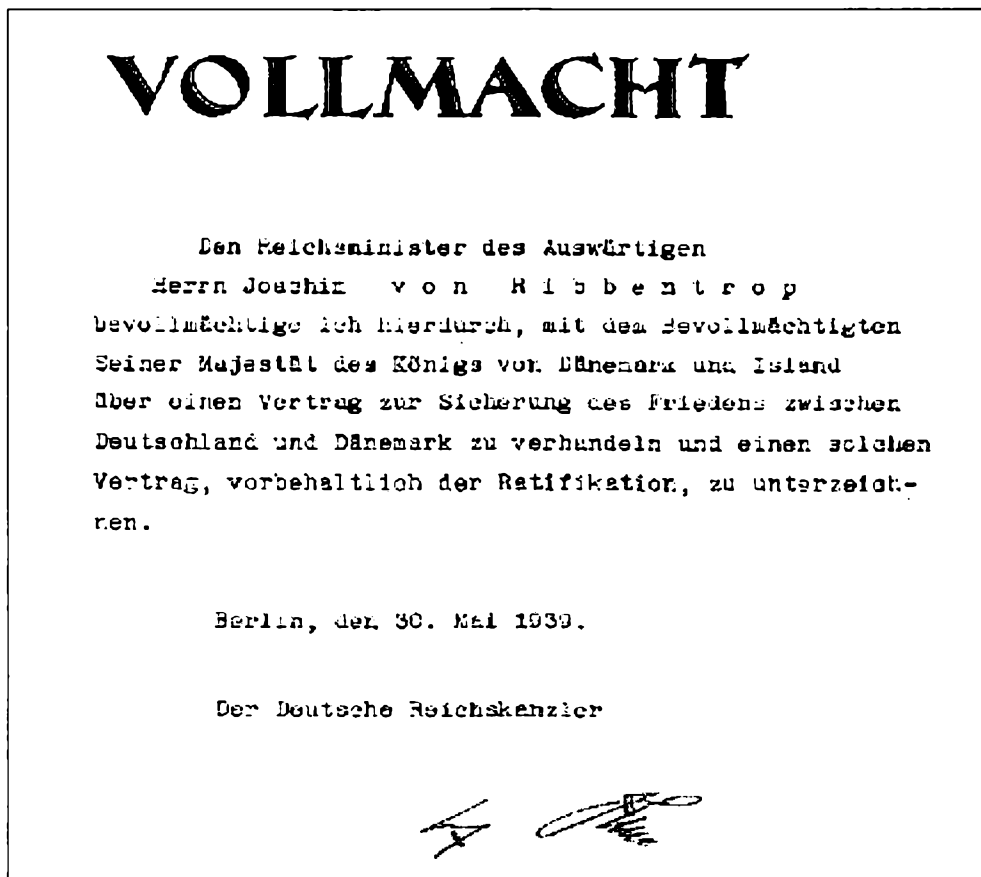 VOLLMACHT
Den Reichsminister des Auswärtigen
Herrn Joachim von Ribbentrop
bevollmächtige ich hierdurch, mit dem Bevollmächtigten
Seiner Majestät des Königs von Dänemark und Island
über einen Vertrag zur Sicherung des Friedens zwischen
Deutschland und Dänemark zu verhandeln und einen solchen
Vertrag, vorbehaltlich der Ratifikation, zu unterzeich-
nen.
Berlin, den 30. Mai 1939.
Der Deutsche Reichskanzler